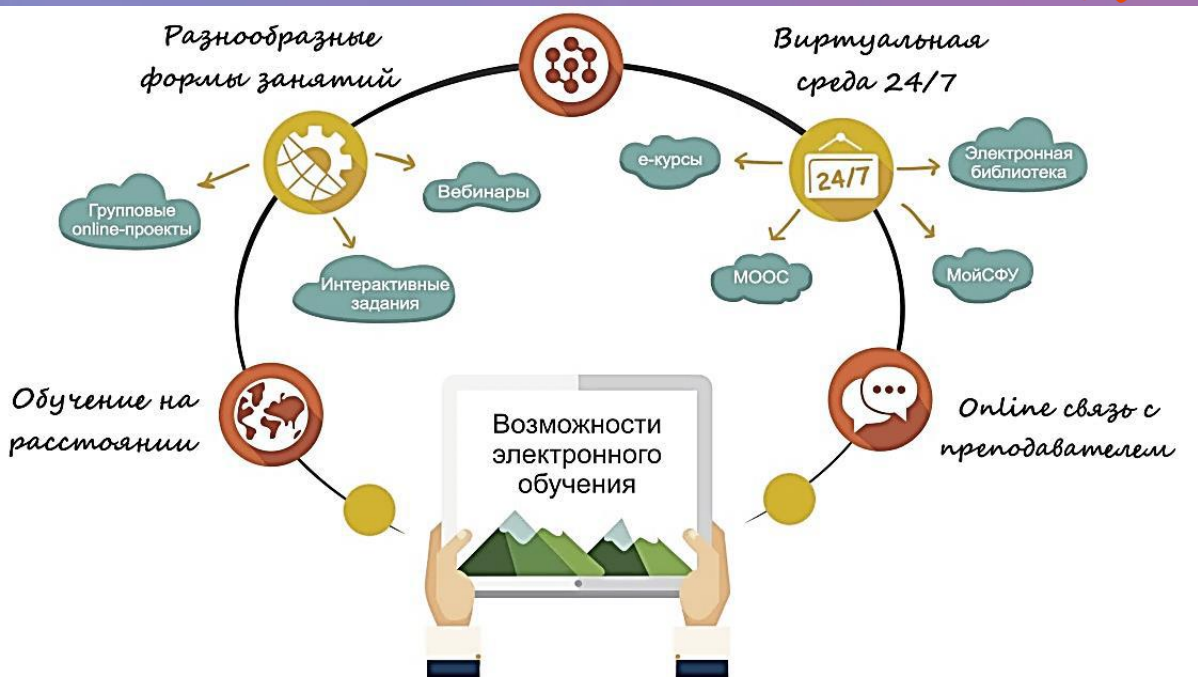 Разнообразные
формы занятий
Виртуальная
среда 24/7
Групповые
online-проекты
Вебинары
Интерактивные
задания
е-курсы
24/7
Электронная
библиотека
МООС
МойСФУ
Обучение на
расстоянии
Возможности
электронного
обучения
Online связь с
преподавателем